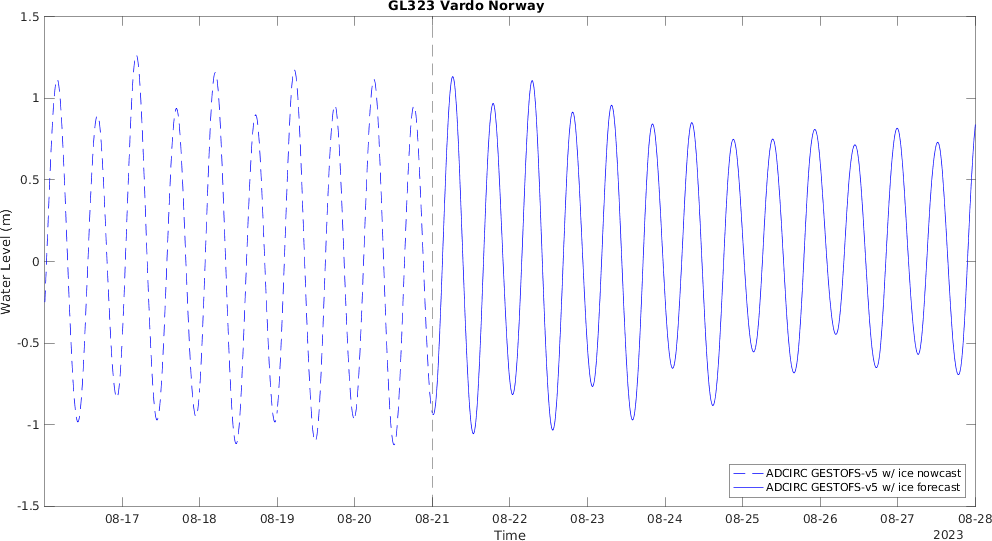 GL323 Vardo Norway
1.5
1
0.5
0
-0.5
-1
-1.5
Water Level (m)
ADCIRC GESTOFS-v5 w/ ice nowcast
ADCIRC GESTOFS-v5 w/ ice forecast
08-17 08-18 08-19 08-20 08-21 08-22 08-23 08-24 08-25 08-26 08-27 08-28
Time
2023